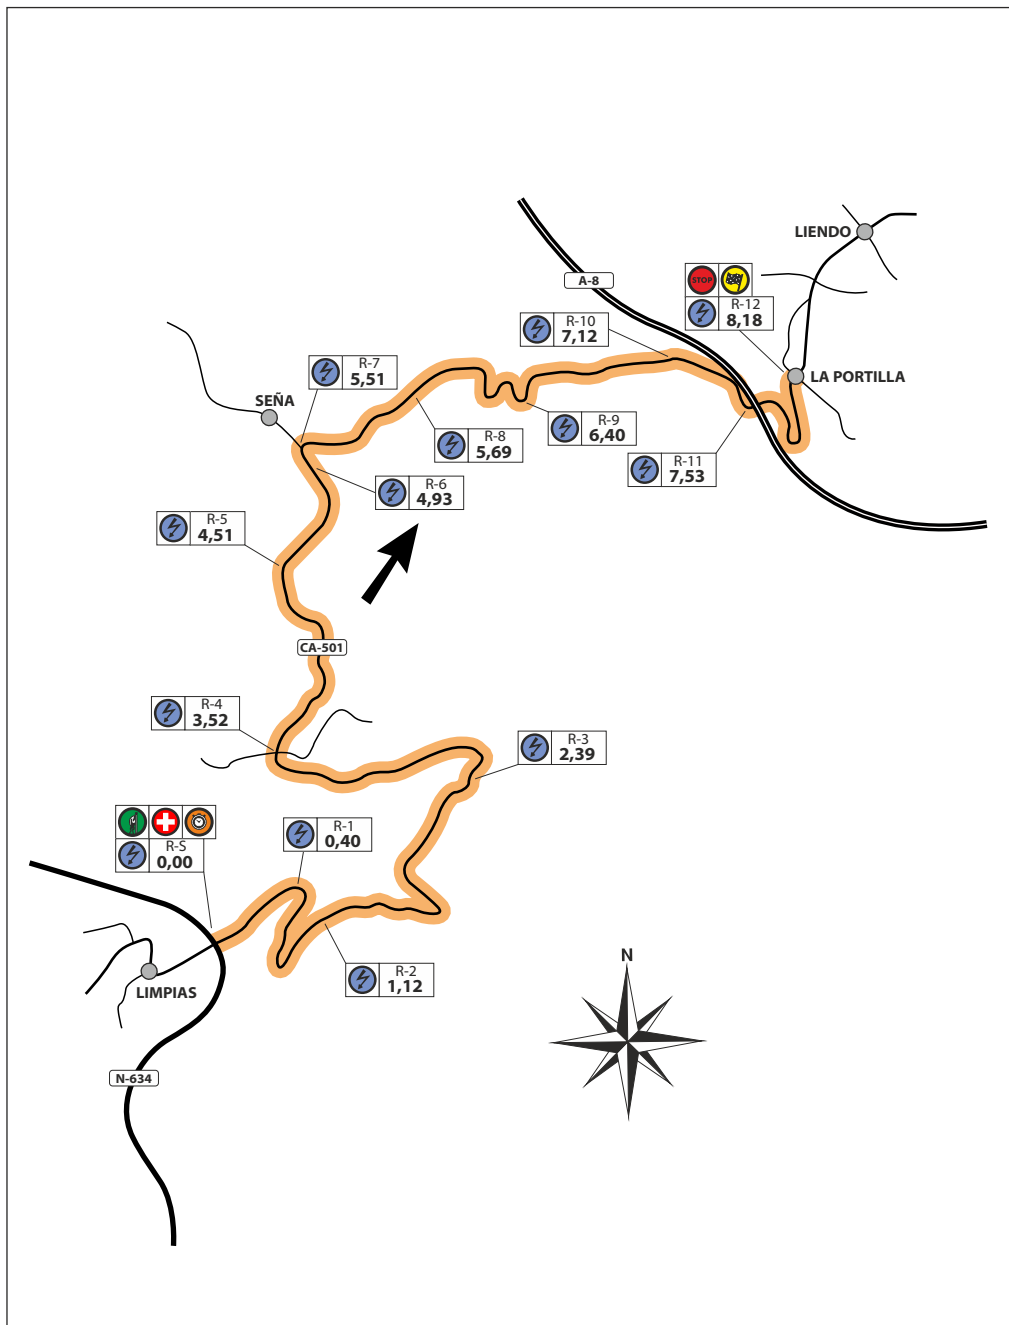 LIENDO
A-8
STOP
R-12
8,18
R-10
7,12
LA PORTILLA
R-7
5,51
SEÑA
R-9
6,40
R-8
5,69
R-11
7,53
R-6
4,93
R-5
4,51
CA-501
R-4
3,52
R-3
2,39
R-1
0,40
R-S
0,00
R-2
1,12
LIMPIAS
N
N-634